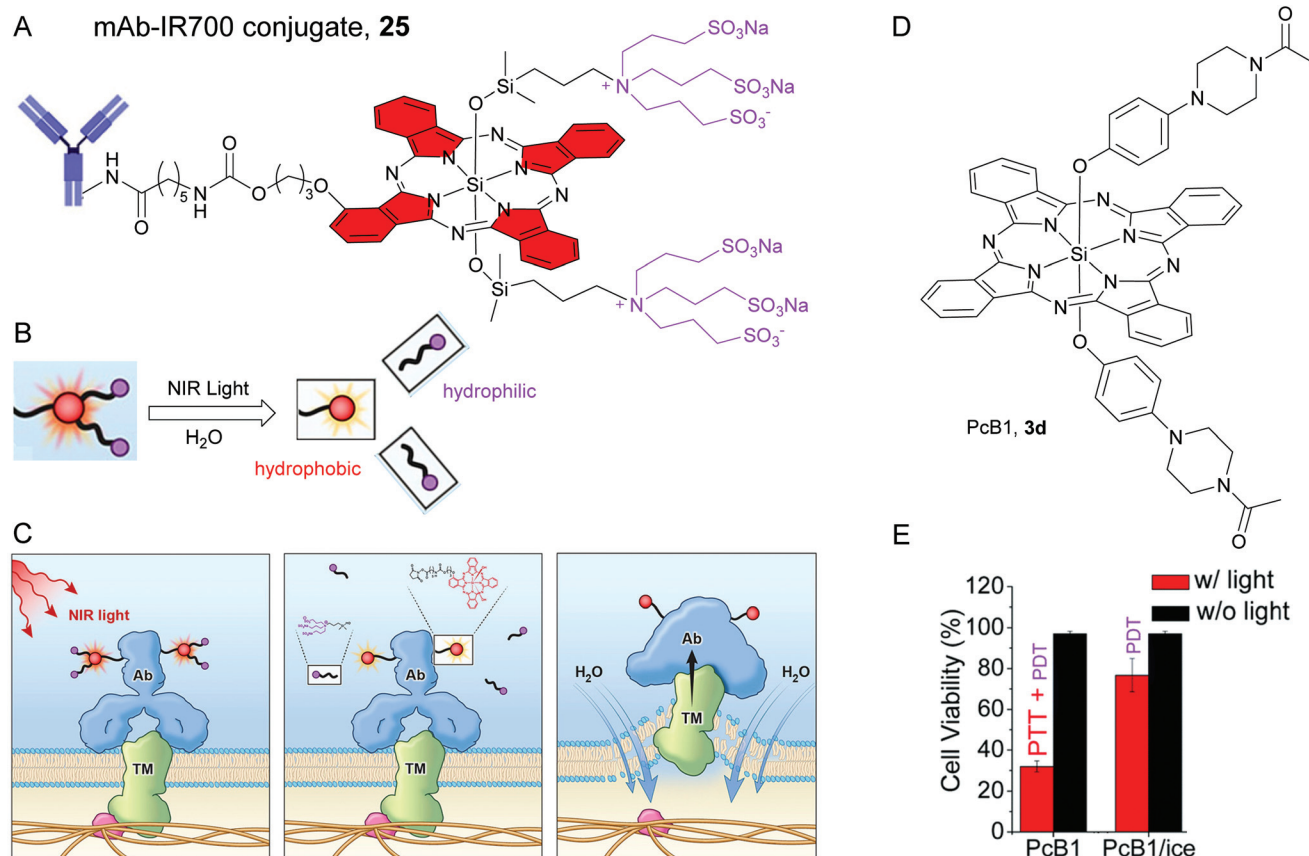 A
mAb-IR700 conjugate, 25
SO3Na
SO3Na
SO3-
N
+
Si
O
H
N
O
( )5
N
H
O
O
( )3
O
N
N
N
N
Si
N
N
N
N
O
Si
N
+
SO3Na
SO3Na
SO3-
B
NIR Light
H2O
hydrophilic
hydrophobic
C
NIR light
Ab
TM
Ab
TM
H2O
Ab
H2O
TM
D
O
N
N
O
N
N
N
N
Si
N
N
N
N
O
PcB1, 3d
N
N
O
E
Cell Viability (%)
120
100
80
60
40
20
0
w/ light
w/o light
PTT + PDT
PDT
PcB1
PcB1/ice